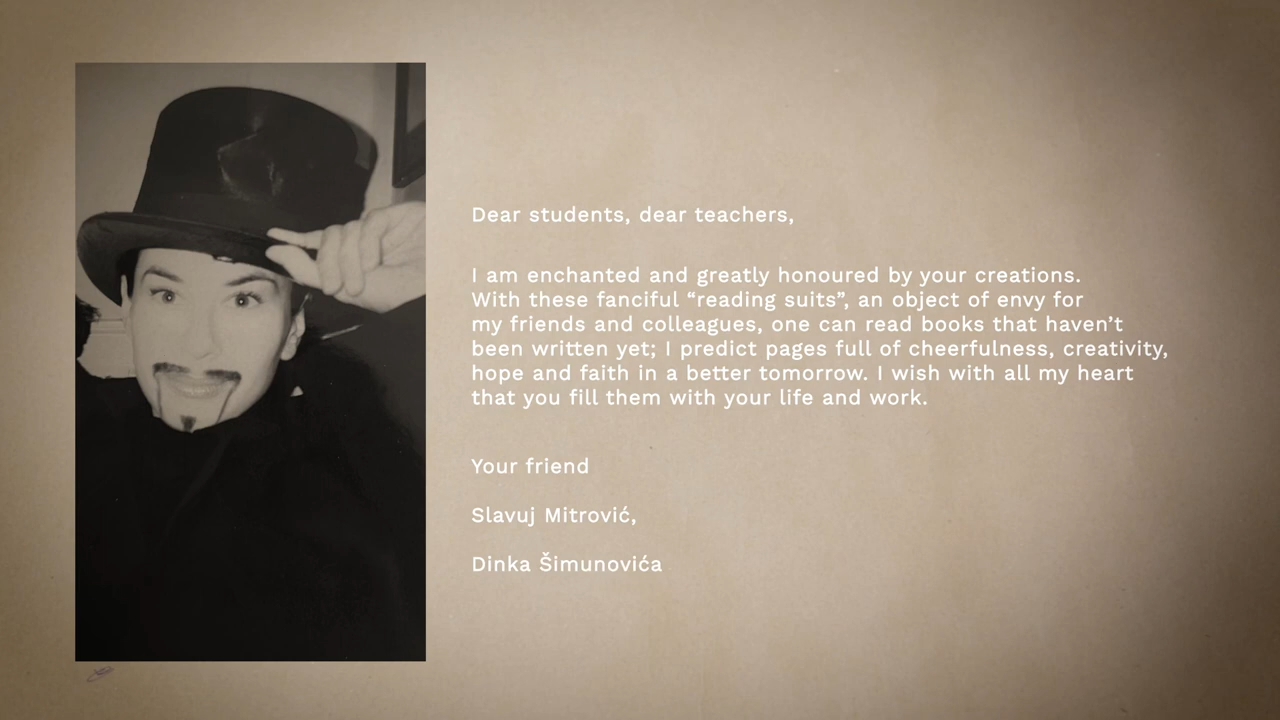 Dear students, dear teachers,
I am enchanted and greatly honoured by your creations.
With these fanciful “reading suits”, an object of envy for
my friends and colleagues, one can read books that haven’t
been written yet; I predict pages full of cheerfulness, creativity,
hope and faith in a better tomorrow. I wish with all my heart
that you fill them with your life and work.
Your friend
Slavuj Mitrović,
Dinka Šimunovića